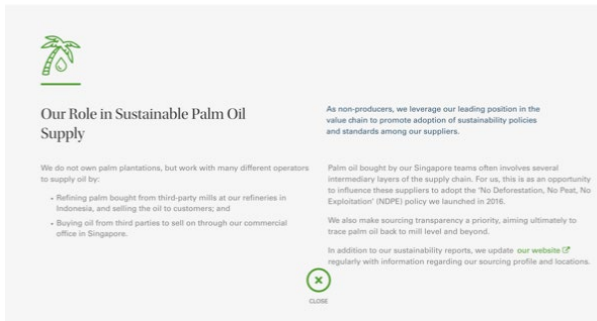 Our Role in Sustainable Palm Oil
Supply
We do not own palm plantations, but work with many different operators
to supply oil by:
• Refining palm bought from third-party mills at our refineries in
Indonesia, and selling the oil to customers; and
• Buying oil from third parties to sell on through our commercial
office in Singapore.
As non-producers, we leverage our leading position in the
value chain to promote adoption of sustainability policies
and standards among our suppliers.
Palm oil bought by our Singapore teams often involves several
intermediary layers of the supply chain. For us, this is as an opportunity
to influence these suppliers to adopt the 'No Deforestation, No Peat, No
Exploitation' (NDPE) policy we launched in 2016.
We also make sourcing transparency a priority, aiming ultimately to
trace palm oil back to mill level and beyond.
In addition to our sustainability reports, we update our website
regularly with information regarding our sourcing profile and locations.
CLOSE